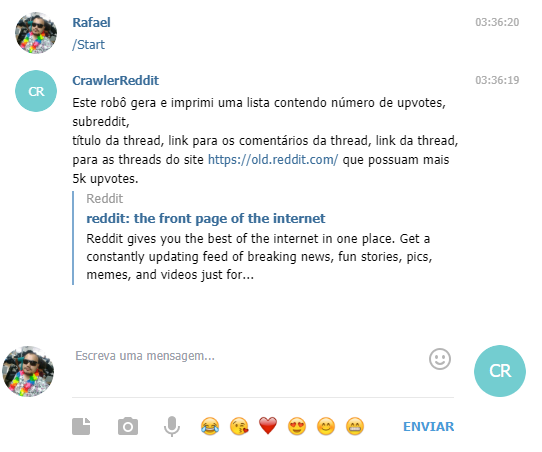 Rafael 03:36:20
/Start
CR CrawlerReddit 03:36:19
Este robô gera e imprimi uma lista contendo número de upvotes,
subreddit,
título da thread, link para os comentários da thread, link da thread,
para as threads do site https://old.reddit.com/ que possuam mais
5k upvotes.
Reddit
reddit: the front page of the internet
Reddit gives you the best of the internet in one place. Get a
constantly updating feed of breaking news, fun stories, pics,
memes, and videos just for...
Escreva uma mensagem...
CR
ENVIAR